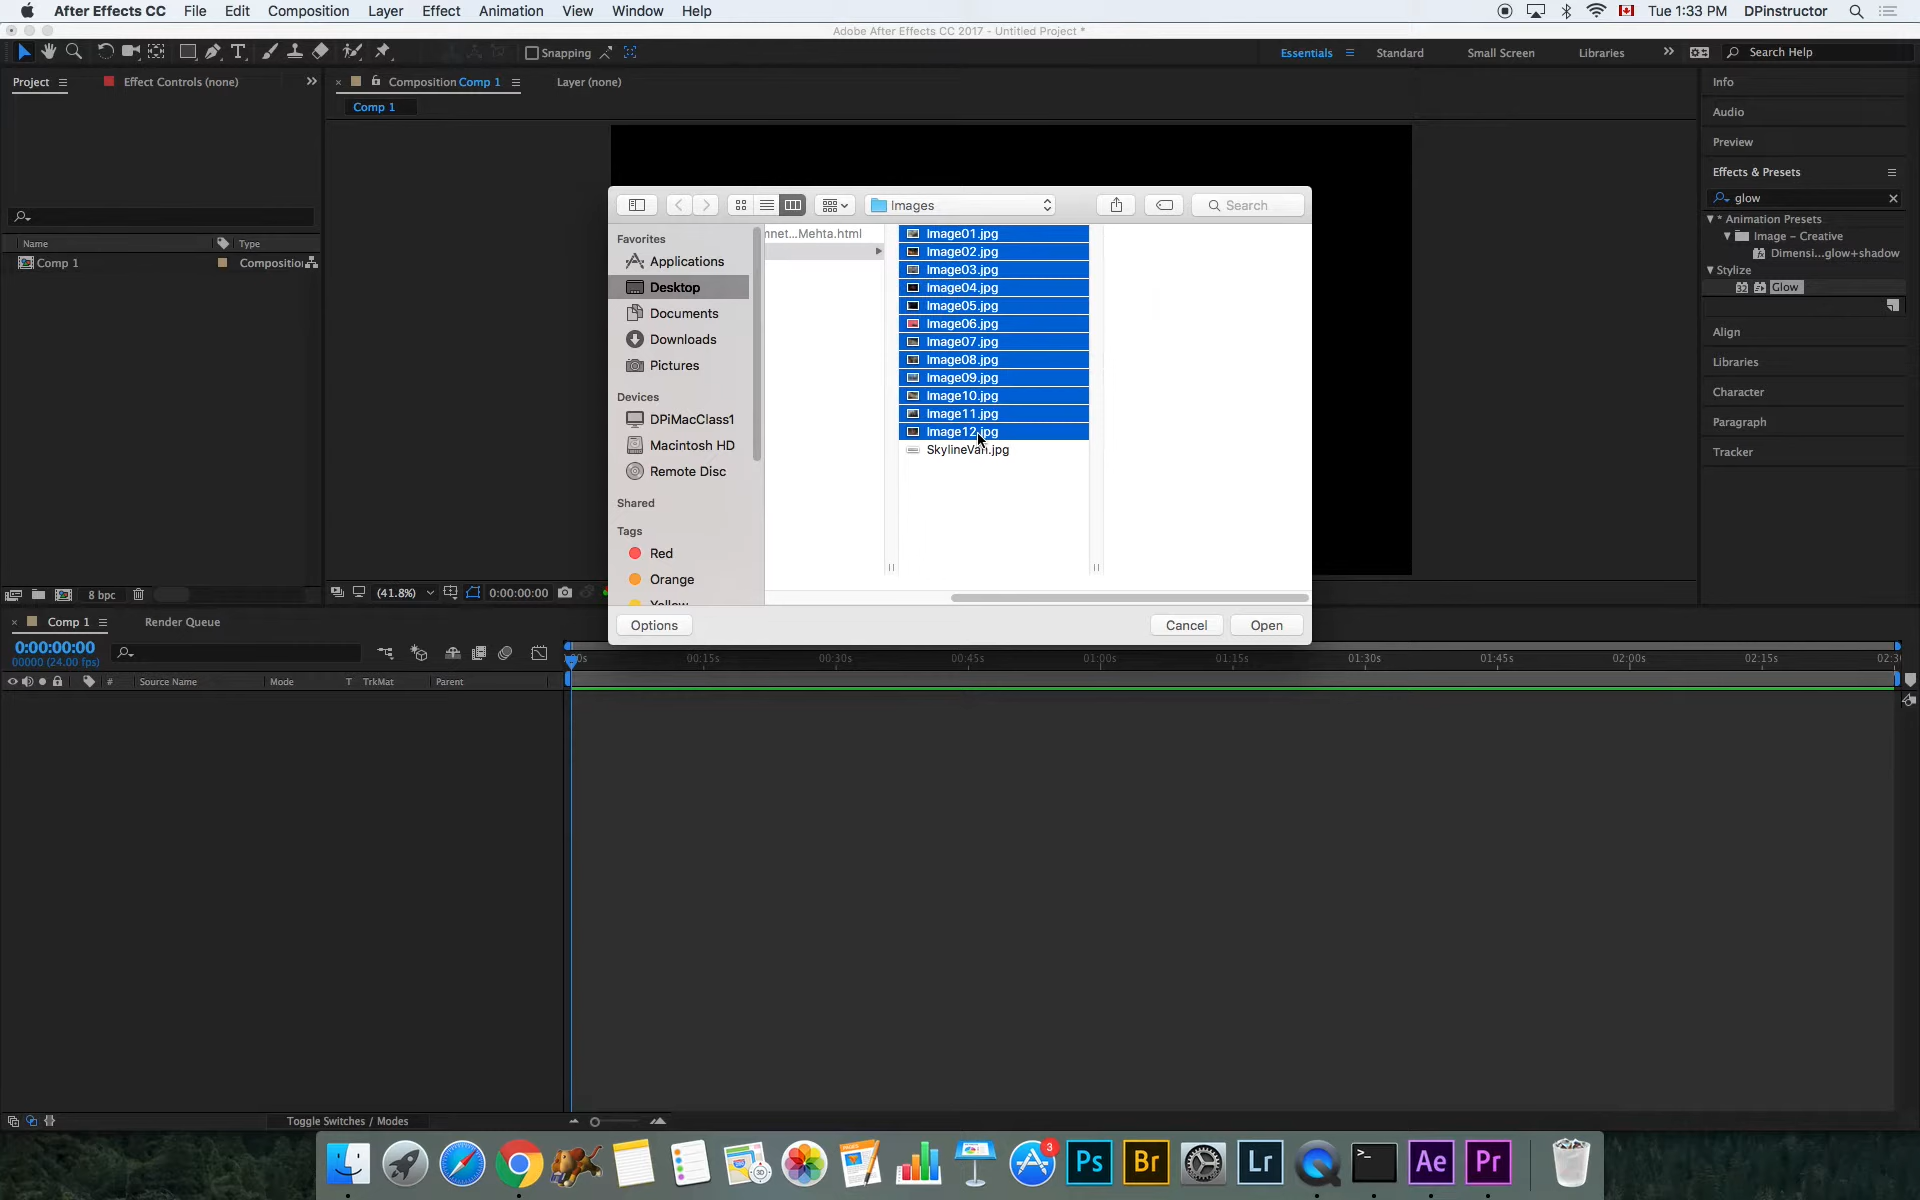 After Effects CC File Edit Composition Layer Effect Animation View Window Help Tue 1:33 PM DPinstructor
Adobe After Effects CC 2017 - Untitled Project *
Snapping Essentials Standard Small Screen Libraries Search Help
Project Effect Controls (none) Composition Comp 1 Layer (none) Info
Comp 1
Audio
Preview
Effects & Presets
glow
* Animation Presets
Image – Creative
Dimensi...glow+shadow
Stylize
32 Glow
Align
Libraries
Character
Paragraph
Tracker
Name Type
Comp 1
8 bpc
Images
Search
Favorites
Applications
Desktop
Documents
Downloads
Pictures
Devices
DPiMacClass1
Macintosh HD
Remote Disc
Shared
Tags
Red
Orange
Yellow
Image01.jpg
Image02.jpg
Image03.jpg
Image04.jpg
Image05.jpg
Image06.jpg
Image07.jpg
Image08.jpg
Image09.jpg
Image10.jpg
Image11.jpg
Image12.jpg
Options Cancel Open
(41.8%) 0:00:00:00
Comp 1 Render Queue
0:00:00:00
00000 (24.00 fps)
00:15s 00:30s 00:45s 01:00s 01:15s 01:30s 01:45s 02:00s 02:15s
# Source Name Mode T TrkMat Parent
Toggle Switches / Modes
3
Ps Br Lr >_ Ae Pr